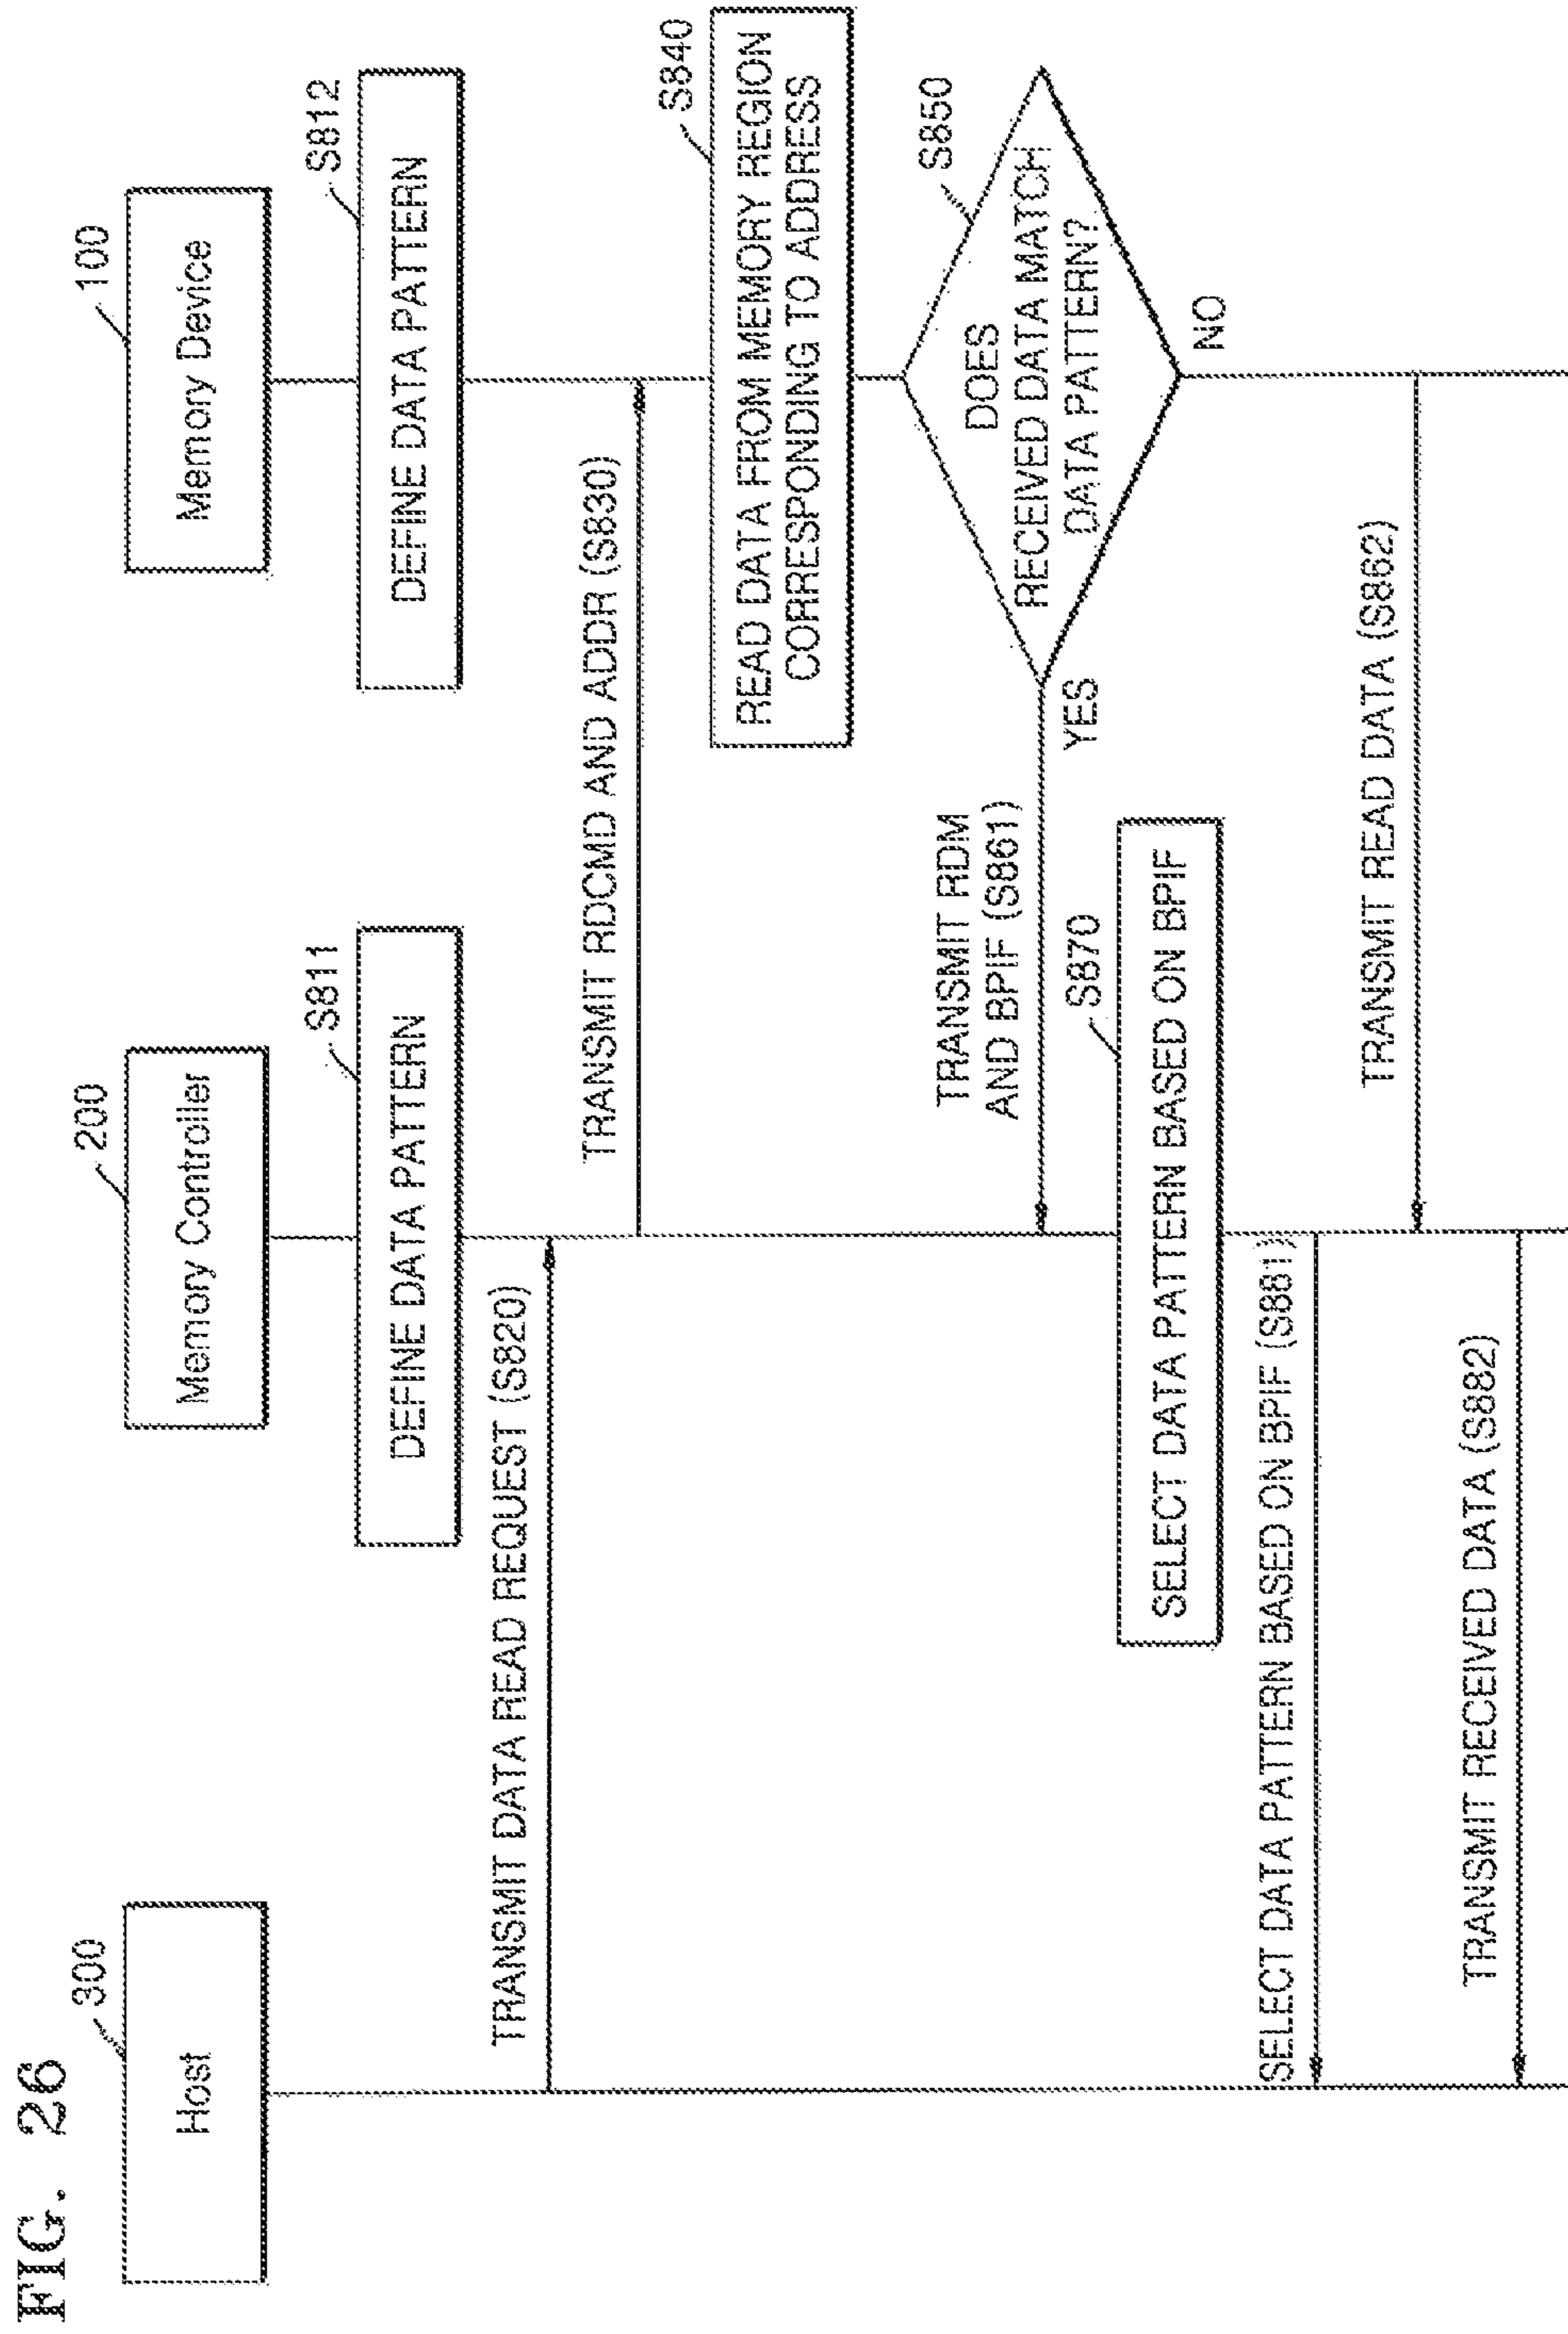 FIG. 26
300
Host
200
Memory Controller
100
Memory Device
S811
DEFINE DATA PATTERN
S812
DEFINE DATA PATTERN
TRANSMIT DATA READ REQUEST (S820)
TRANSMIT RDCMD AND ADDR (S830)
S840
READ DATA FROM MEMORY REGION
CORRESPONDING TO ADDRESS
S850
DOES
RECEIVED DATA MATCH
DATA PATTERN?
YES
NO
TRANSMIT RDM
AND BPIF (S861)
S870
SELECT DATA PATTERN BASED ON BPIF
SELECT DATA PATTERN BASED ON BPIF (S881)
TRANSMIT READ DATA (S862)
TRANSMIT RECEIVED DATA (S882)